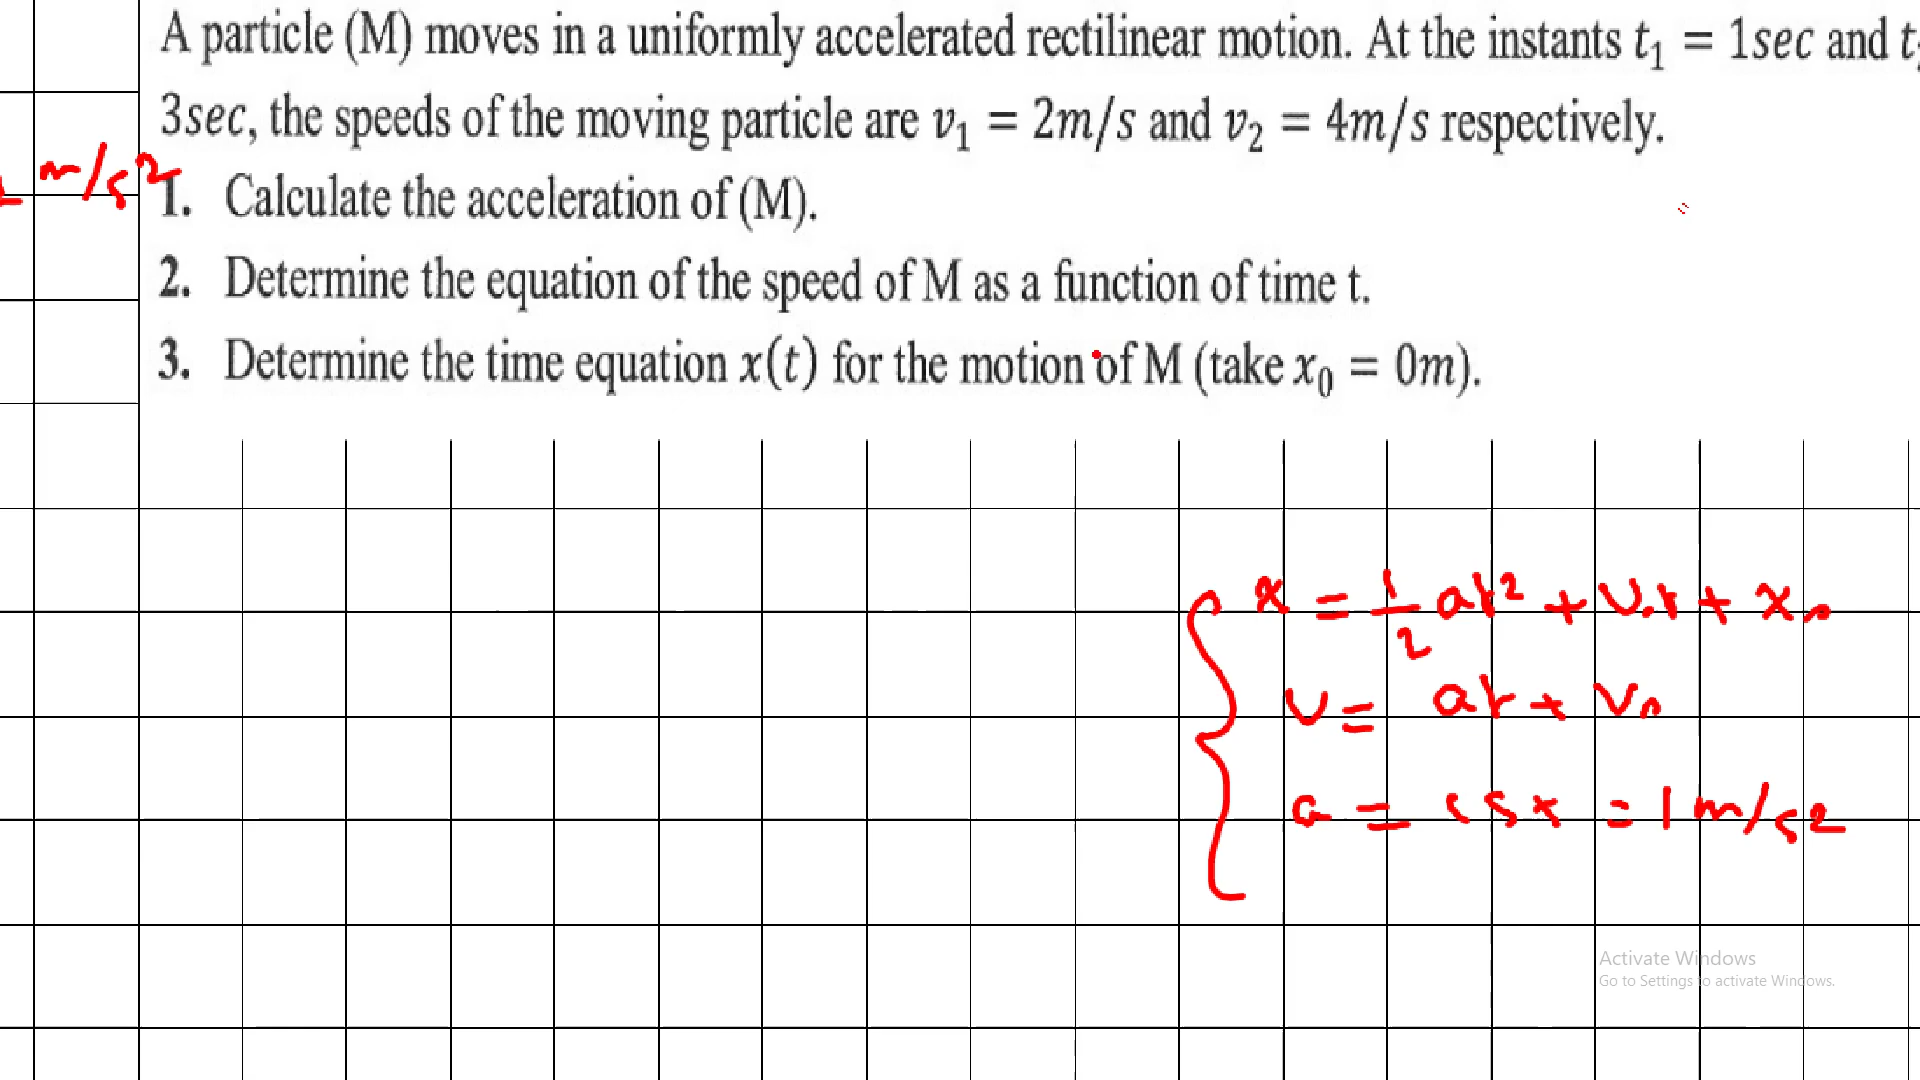 A particle (M) moves in a uniformly accelerated rectilinear motion. At the instants t₁ = 1sec and t
3sec, the speeds of the moving particle are v₁ = 2m/s and v₂ = 4m/s respectively.
m/s²
1. Calculate the acceleration of (M).
2. Determine the equation of the speed of M as a function of time t.
3. Determine the time equation x(t) for the motion of M (take x₀ = 0m).
x = 1/2 at² + v₀t + x₀
v = at + v₀
a = cst = 1 m/s²
Activate Windows
Go to Settings to activate Windows.